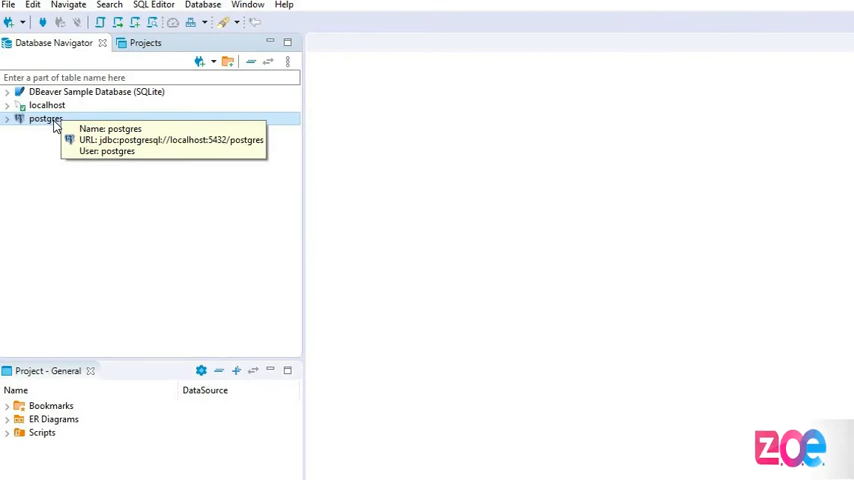 File Edit Navigate Search SQL Editor Database Window Help
Database Navigator Projects
Enter a part of table name here
DBeaver Sample Database (SQLite)
localhost
postgres
Name: postgres
URL: jdbc:postgresql://localhost:5432/postgres
User: postgres
Project - General
Name DataSource
Bookmarks
ER Diagrams
Scripts
z.o.e